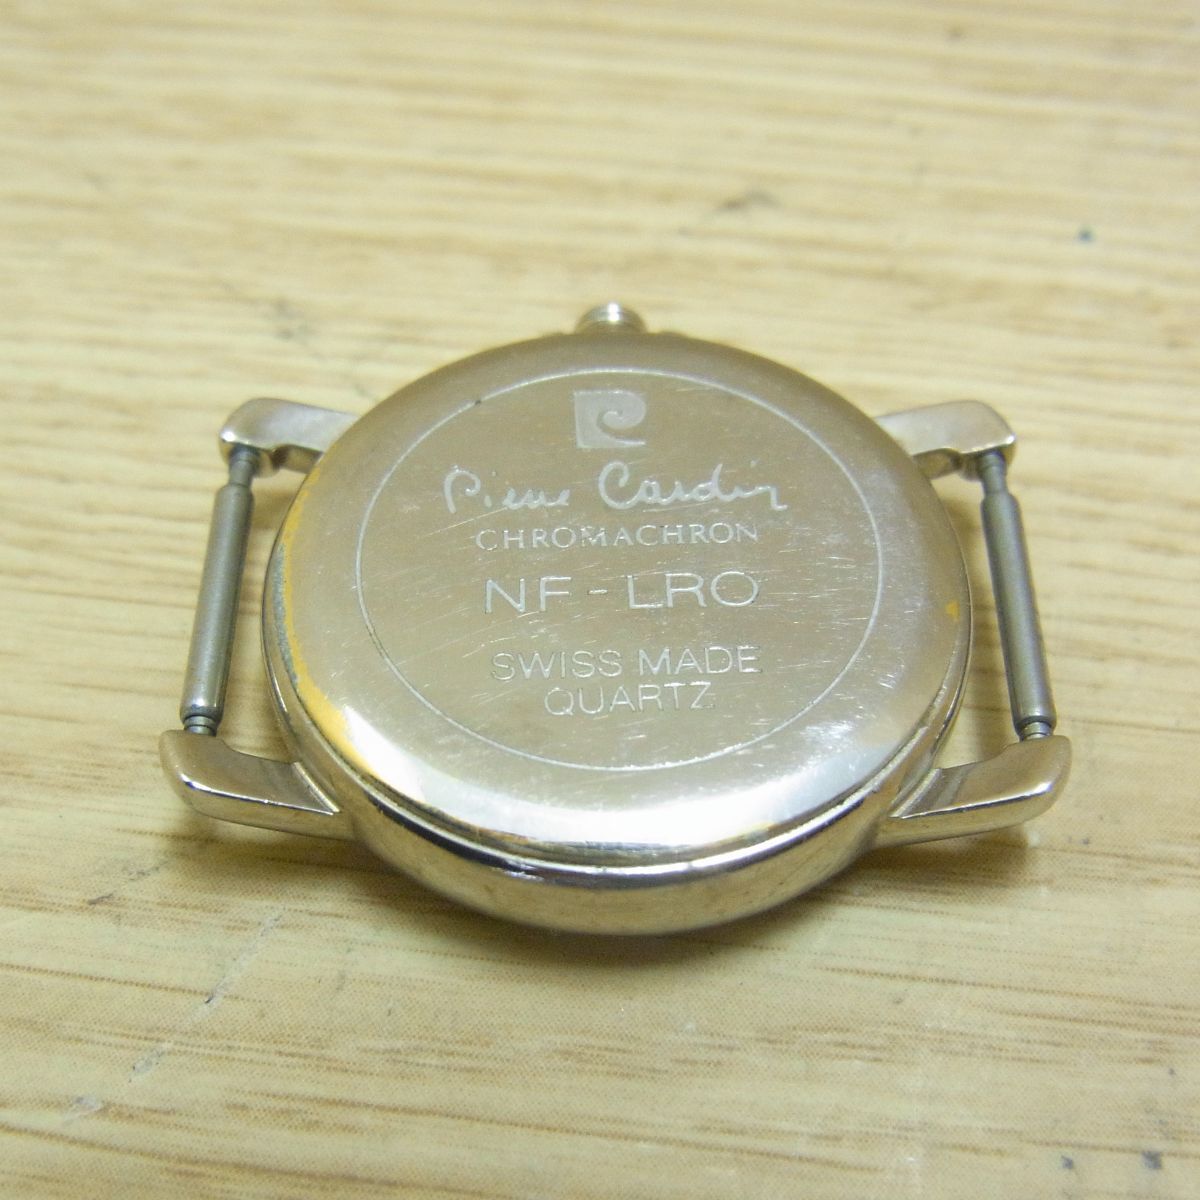 Pierre Cardin
CHROMACHRON
NF - LRO
SWISS MADE
QUARTZ